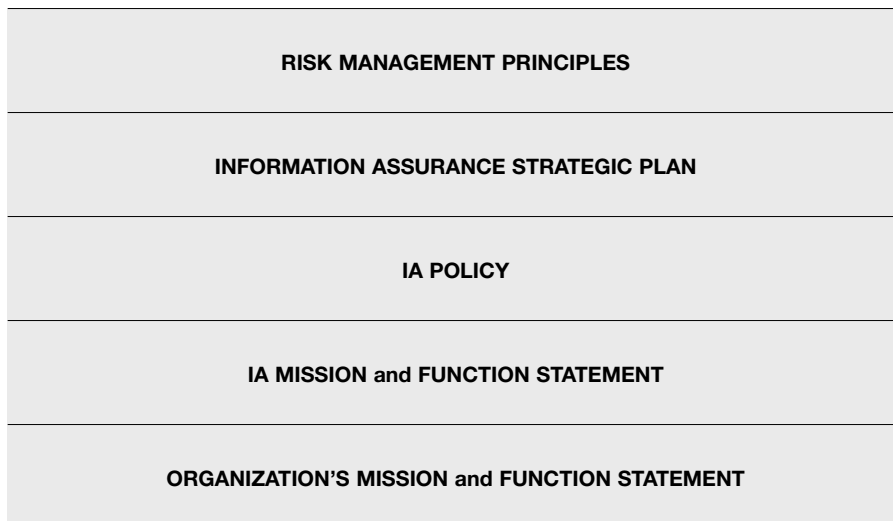 RISK MANAGEMENT PRINCIPLES
INFORMATION ASSURANCE STRATEGIC PLAN
IA POLICY
IA MISSION and FUNCTION STATEMENT
ORGANIZATION’S MISSION and FUNCTION STATEMENT